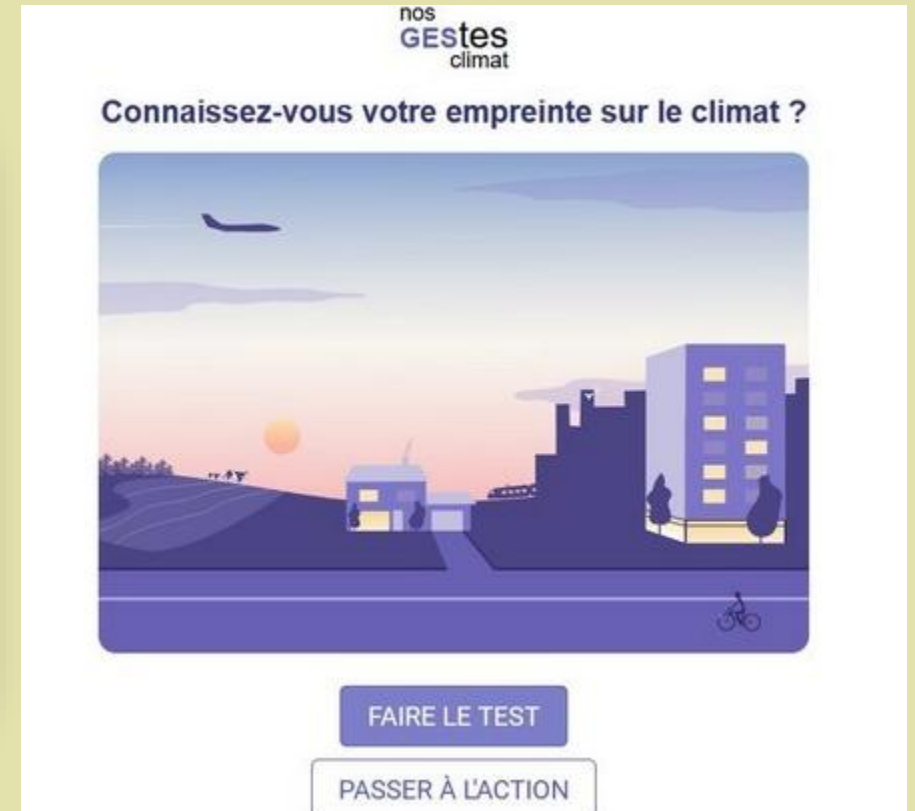 nos
GEStes
climat
Connaissez-vous votre empreinte sur le climat ?
FAIRE LE TEST
PASSER À L'ACTION